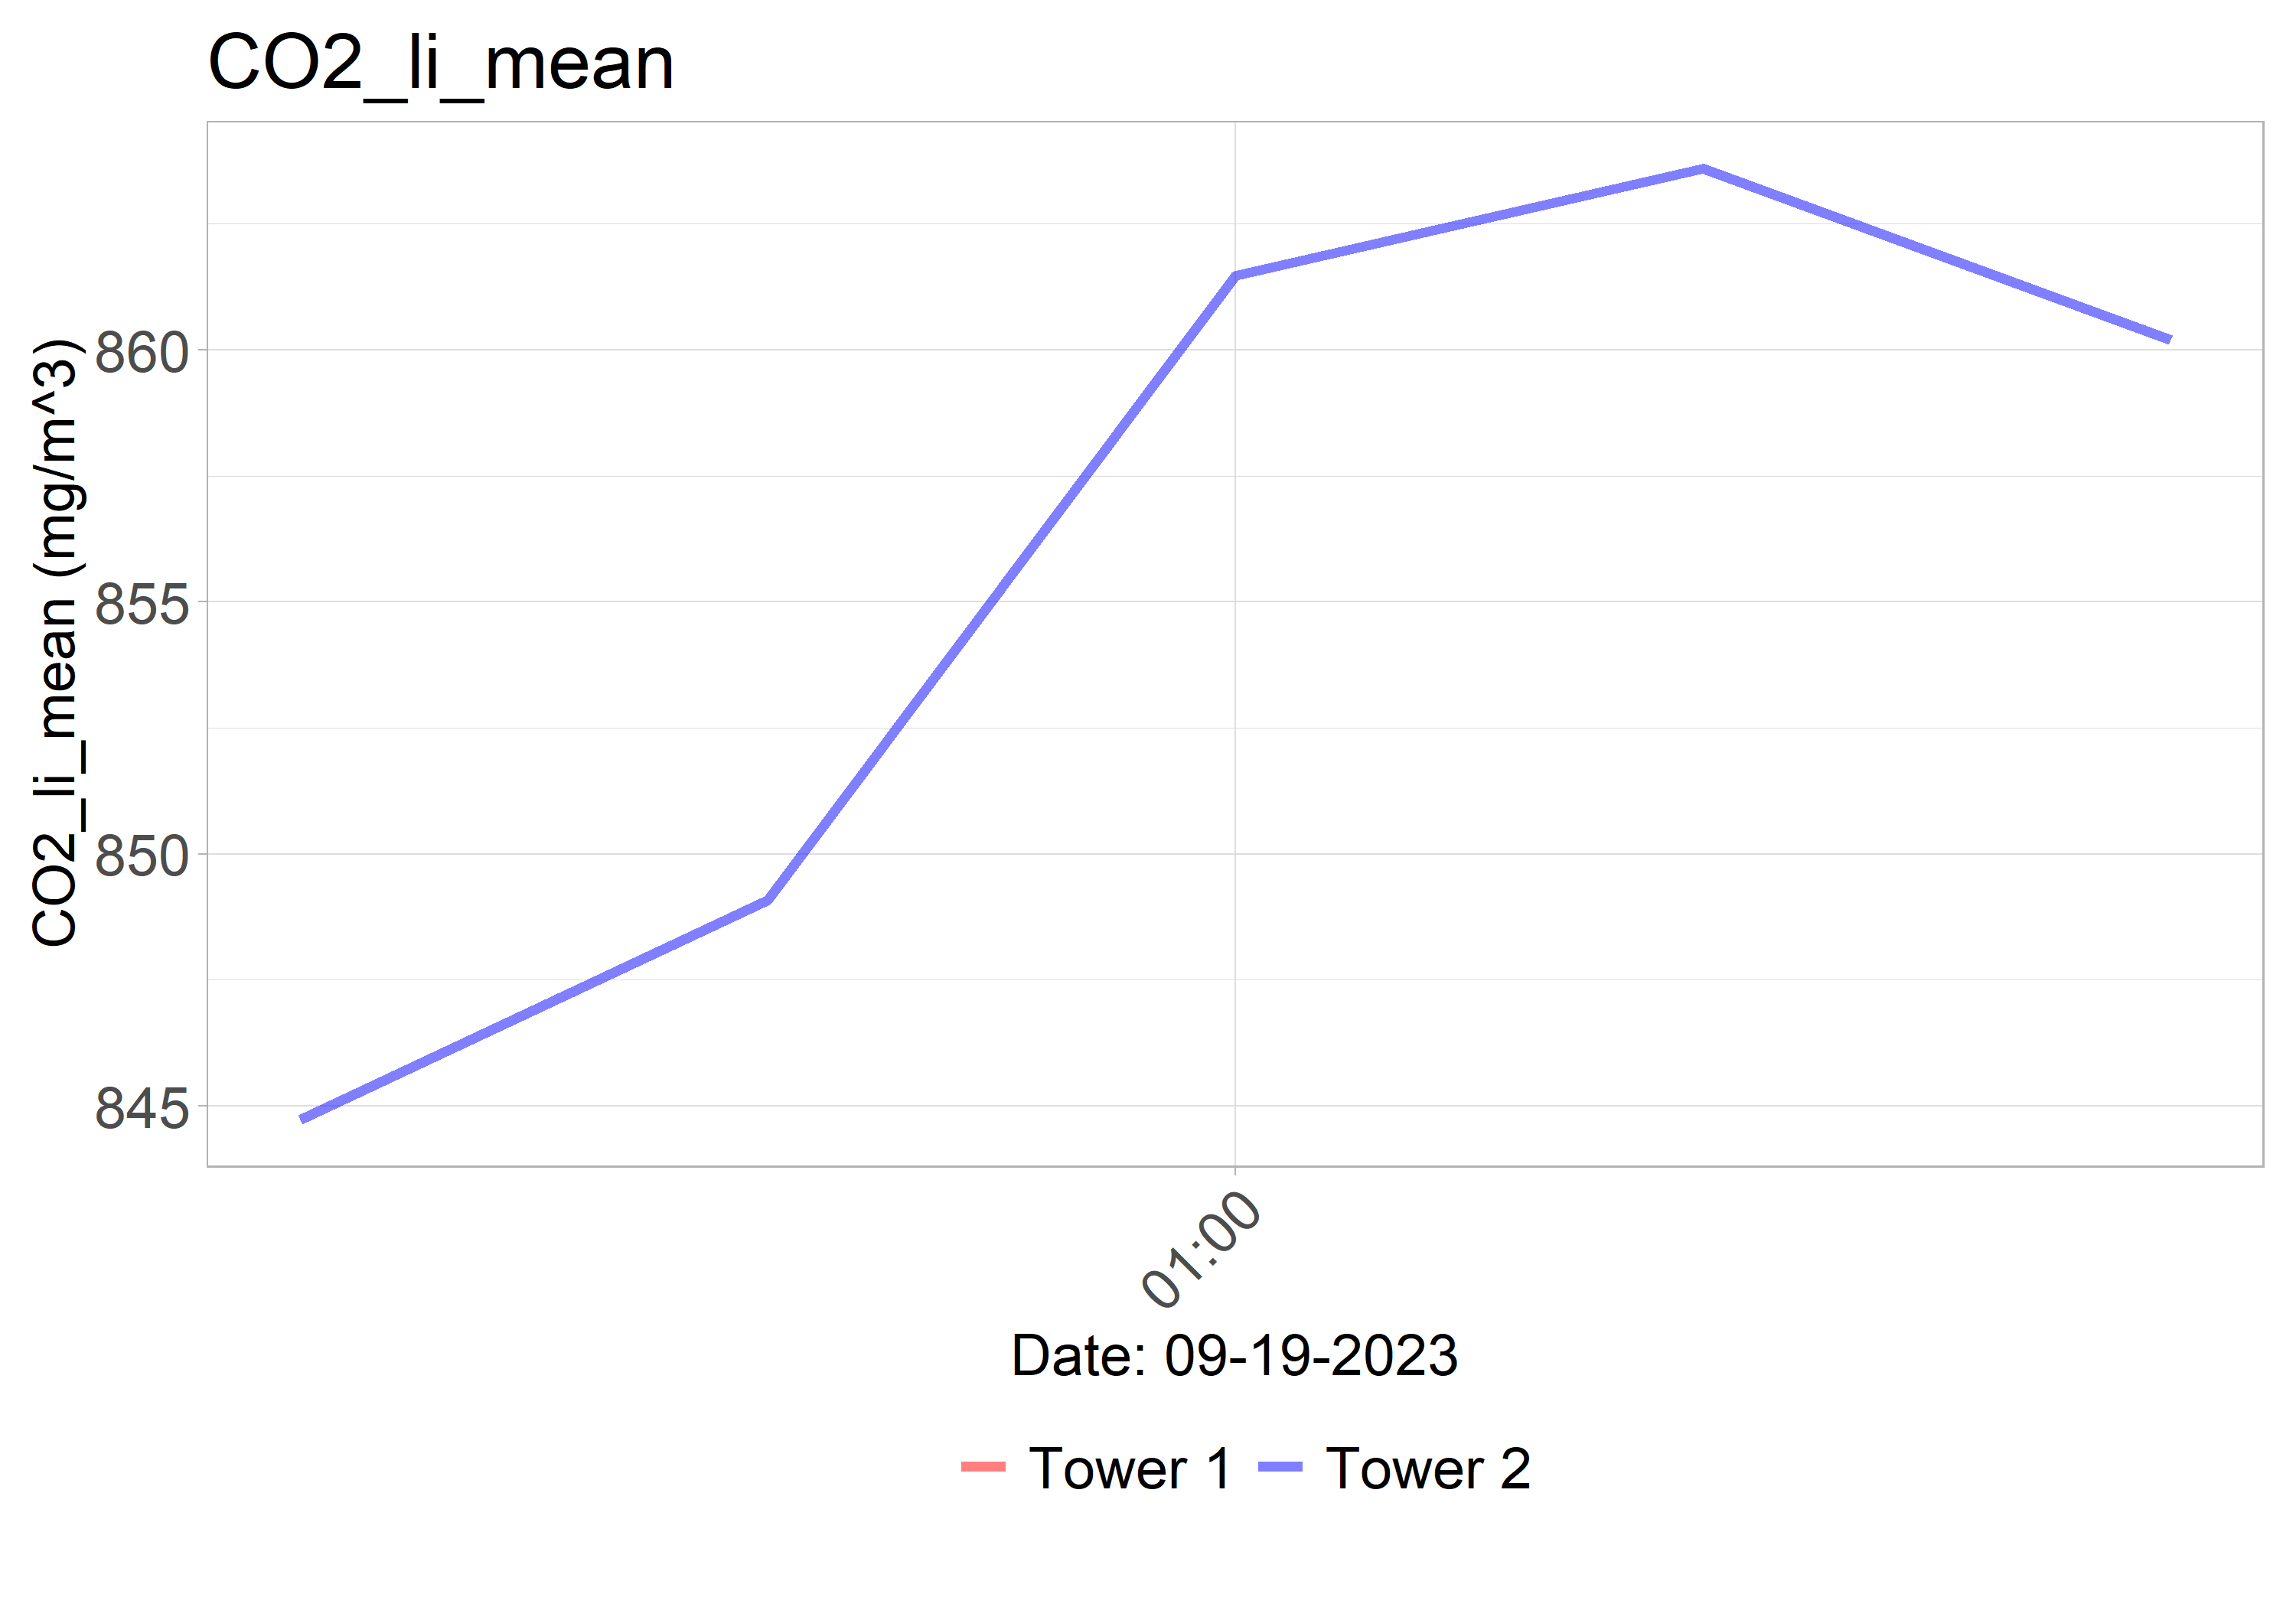 CO2_li_mean
CO2_li_mean (mg/m^3)
860
855
850
845
01:00
Date: 09-19-2023
Tower 1 Tower 2